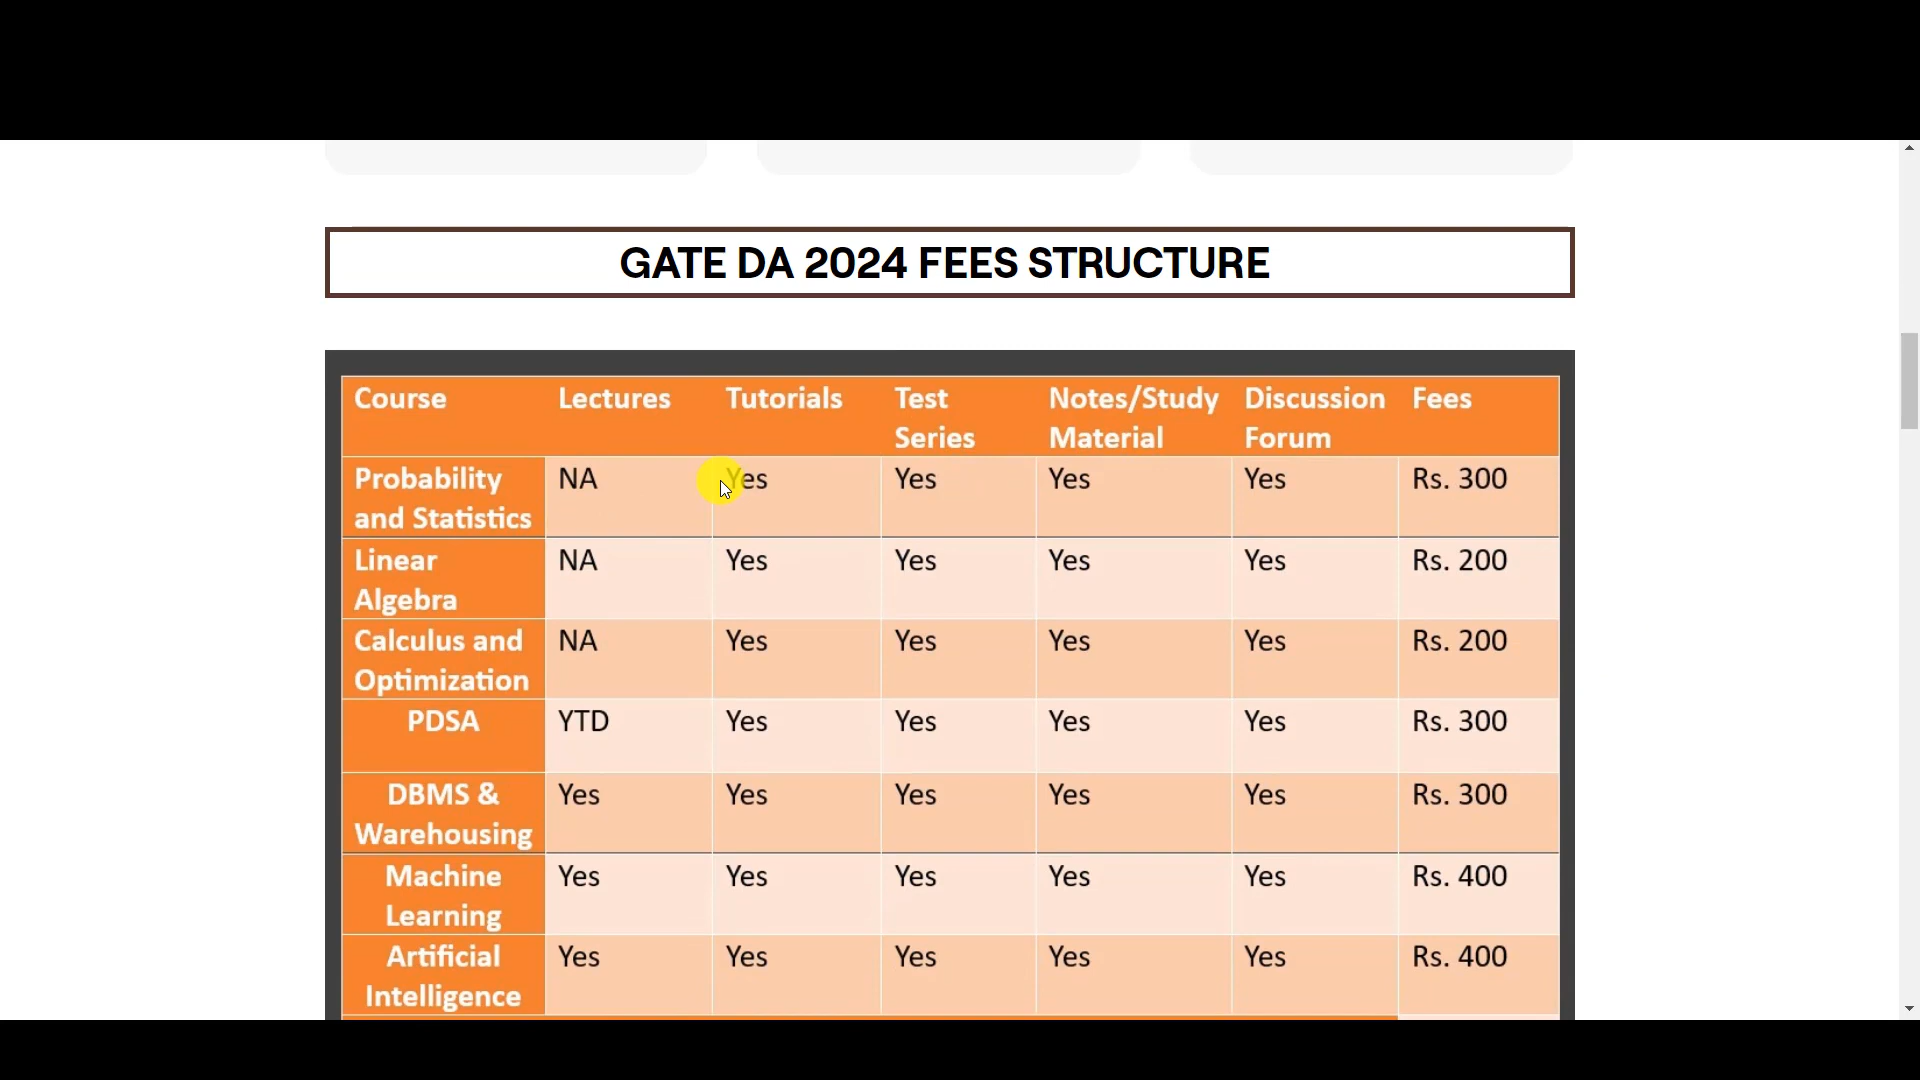 GATE DA 2024 FEES STRUCTURE
Course Lectures Tutorials Test Notes/Study Discussion Fees
Series Material Forum
Probability NA Yes Yes Yes Yes Rs. 300
and Statistics
Linear NA Yes Yes Yes Yes Rs. 200
Algebra
Calculus and NA Yes Yes Yes Yes Rs. 200
Optimization
PDSA YTD Yes Yes Yes Yes Rs. 300
DBMS & Yes Yes Yes Yes Yes Rs. 300
Warehousing
Machine Yes Yes Yes Yes Yes Rs. 400
Learning
Artificial Yes Yes Yes Yes Yes Rs. 400
Intelligence